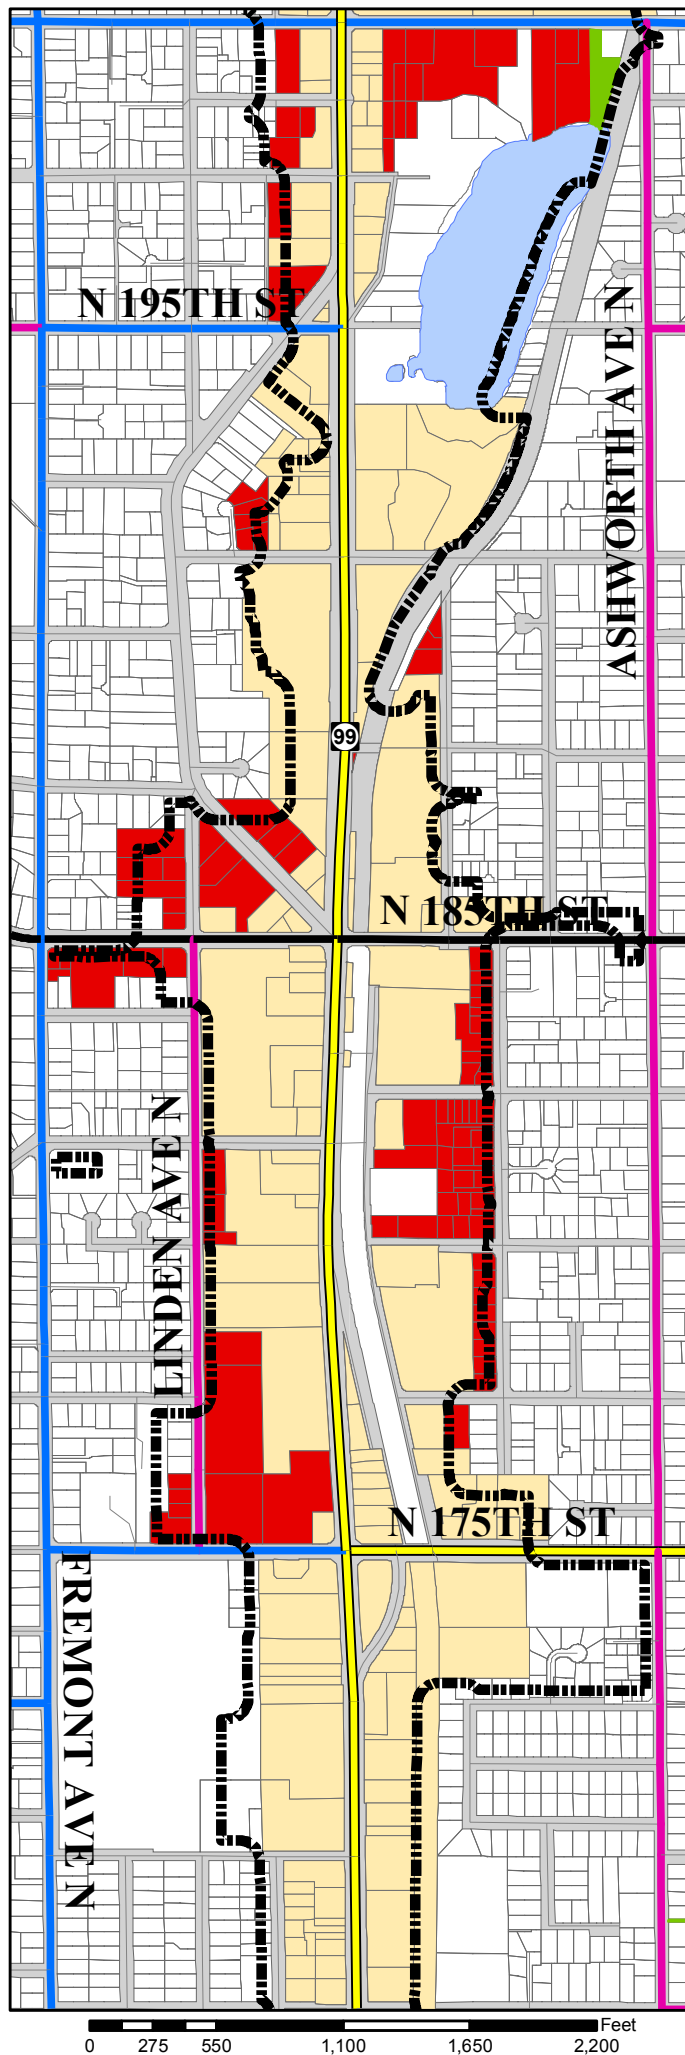 N 195TH ST
ASHWORTH AVE N
99
N 185TH ST
LINDEN AVE N
N 175TH ST
FREMONT AVE N
Feet
0 275 550 1,100 1,650 2,200